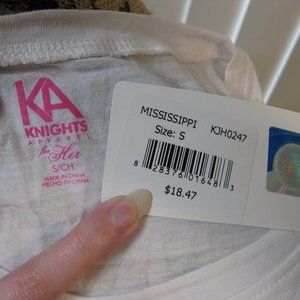 KA
KNIGHTS
APPAREL
for Her
S/CH
MADE IN CHINA
HECHO EN CHINA
MISSISSIPPI KJH0247
Size: S
8 28376 01648 3
$18.47